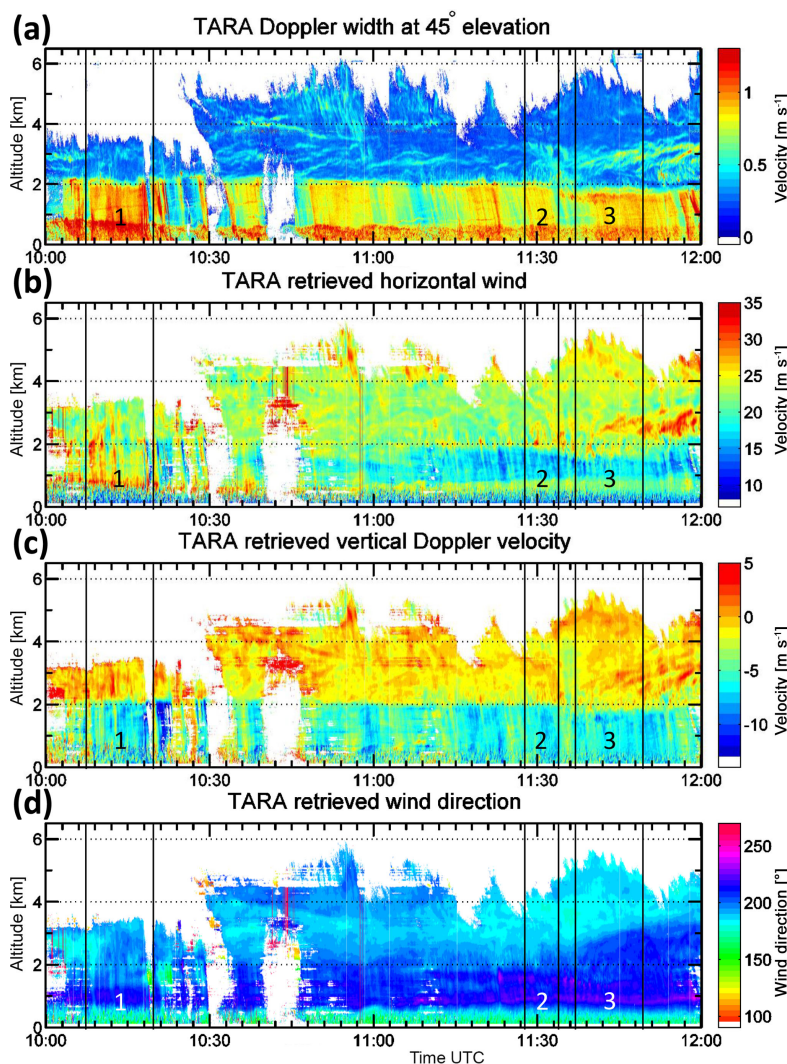 (a)
TARA Doppler width at 45° elevation
Altitude [km]
6
4
2
0
1
2
3
10:00 10:30 11:00 11:30 12:00
1
0.5
0
Velocity [m s⁻¹]
(b)
TARA retrieved horizontal wind
Altitude [km]
6
4
2
0
1
2
3
10:00 10:30 11:00 11:30 12:00
35
30
25
20
15
10
Velocity [m s⁻¹]
(c)
TARA retrieved vertical Doppler velocity
Altitude [km]
6
4
2
0
1
2
3
10:00 10:30 11:00 11:30 12:00
5
0
-5
-10
Velocity [m s⁻¹]
(d)
TARA retrieved wind direction
Altitude [km]
6
4
2
0
1
2
3
10:00 10:30 11:00 11:30 12:00
Time UTC
250
200
150
100
Wind direction [°]